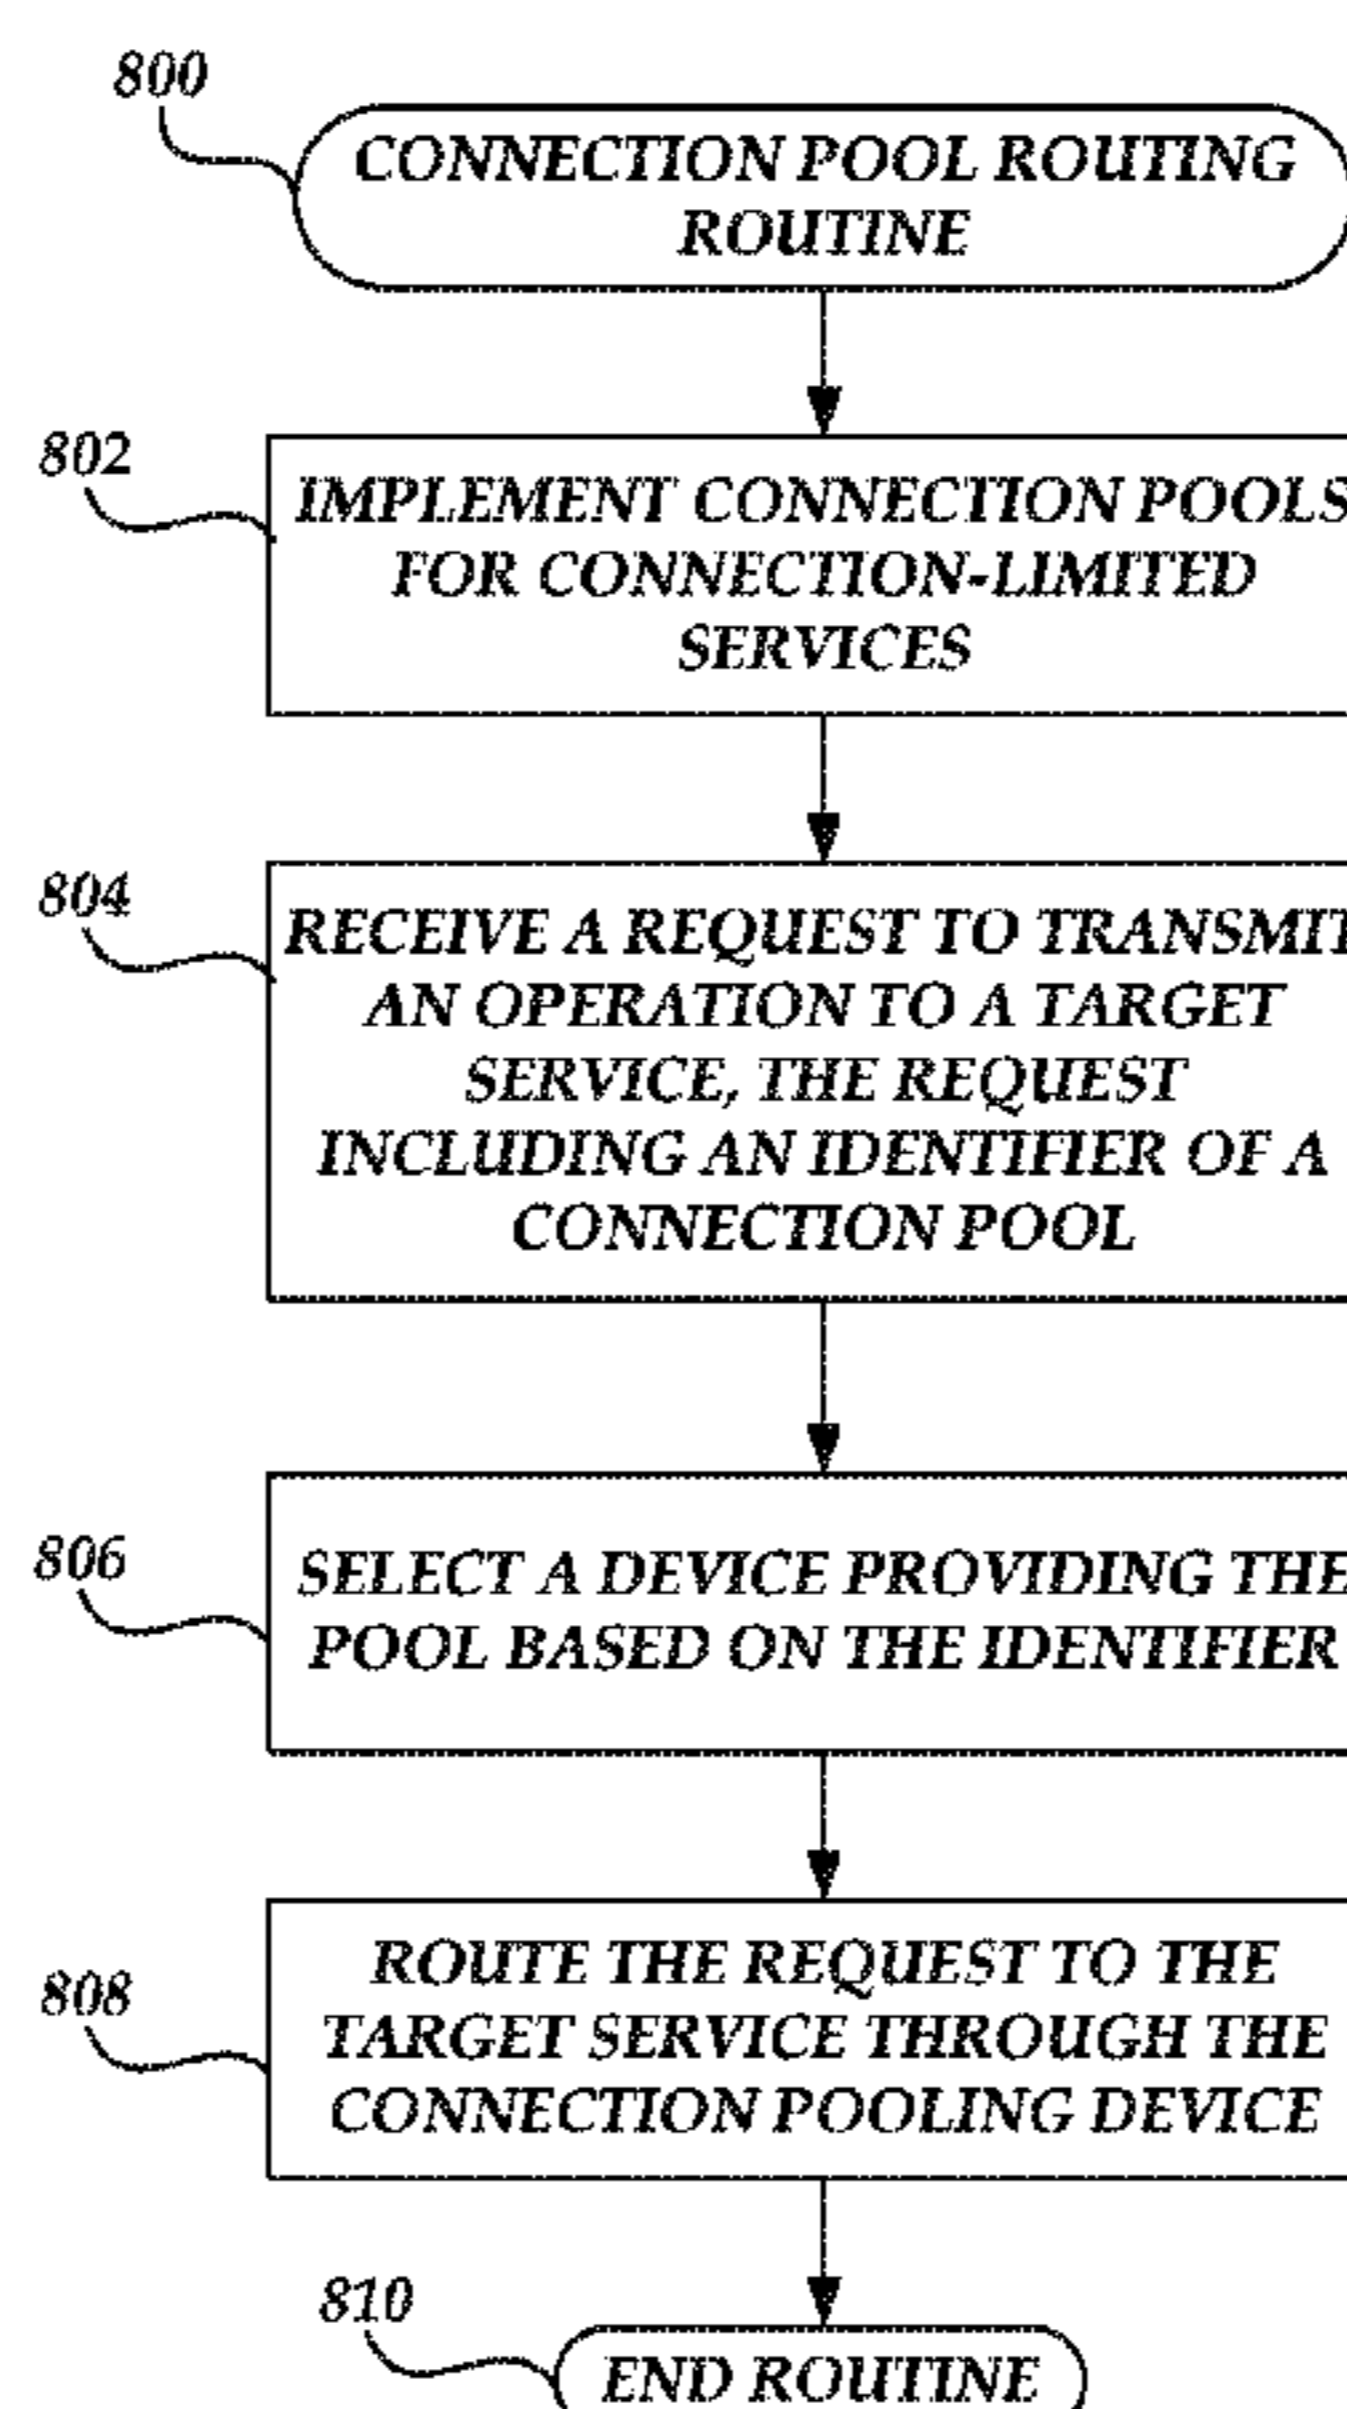 800
CONNECTION POOL ROUTING
ROUTINE
802
IMPLEMENT CONNECTION POOLS
FOR CONNECTION-LIMITED
SERVICES
804
RECEIVE A REQUEST TO TRANSMIT
AN OPERATION TO A TARGET
SERVICE, THE REQUEST
INCLUDING AN IDENTIFIER OF A
CONNECTION POOL
806
SELECT A DEVICE PROVIDING THE
POOL BASED ON THE IDENTIFIER
808
ROUTE THE REQUEST TO THE
TARGET SERVICE THROUGH THE
CONNECTION POOLING DEVICE
810
END ROUTINE